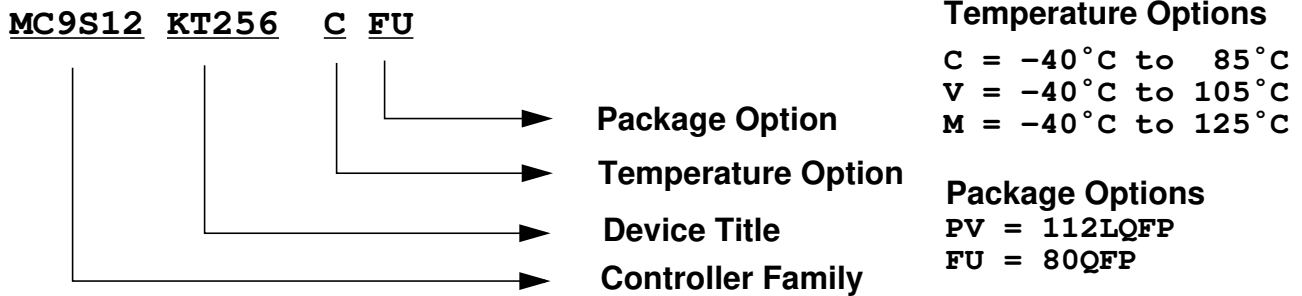 MC9S12 KT256 C FU
Package Option
Temperature Option
Device Title
Controller Family
Temperature Options
C = –40˚C to 85˚C
V = –40˚C to 105˚C
M = –40˚C to 125˚C
Package Options
PV = 112LQFP
FU = 80QFP